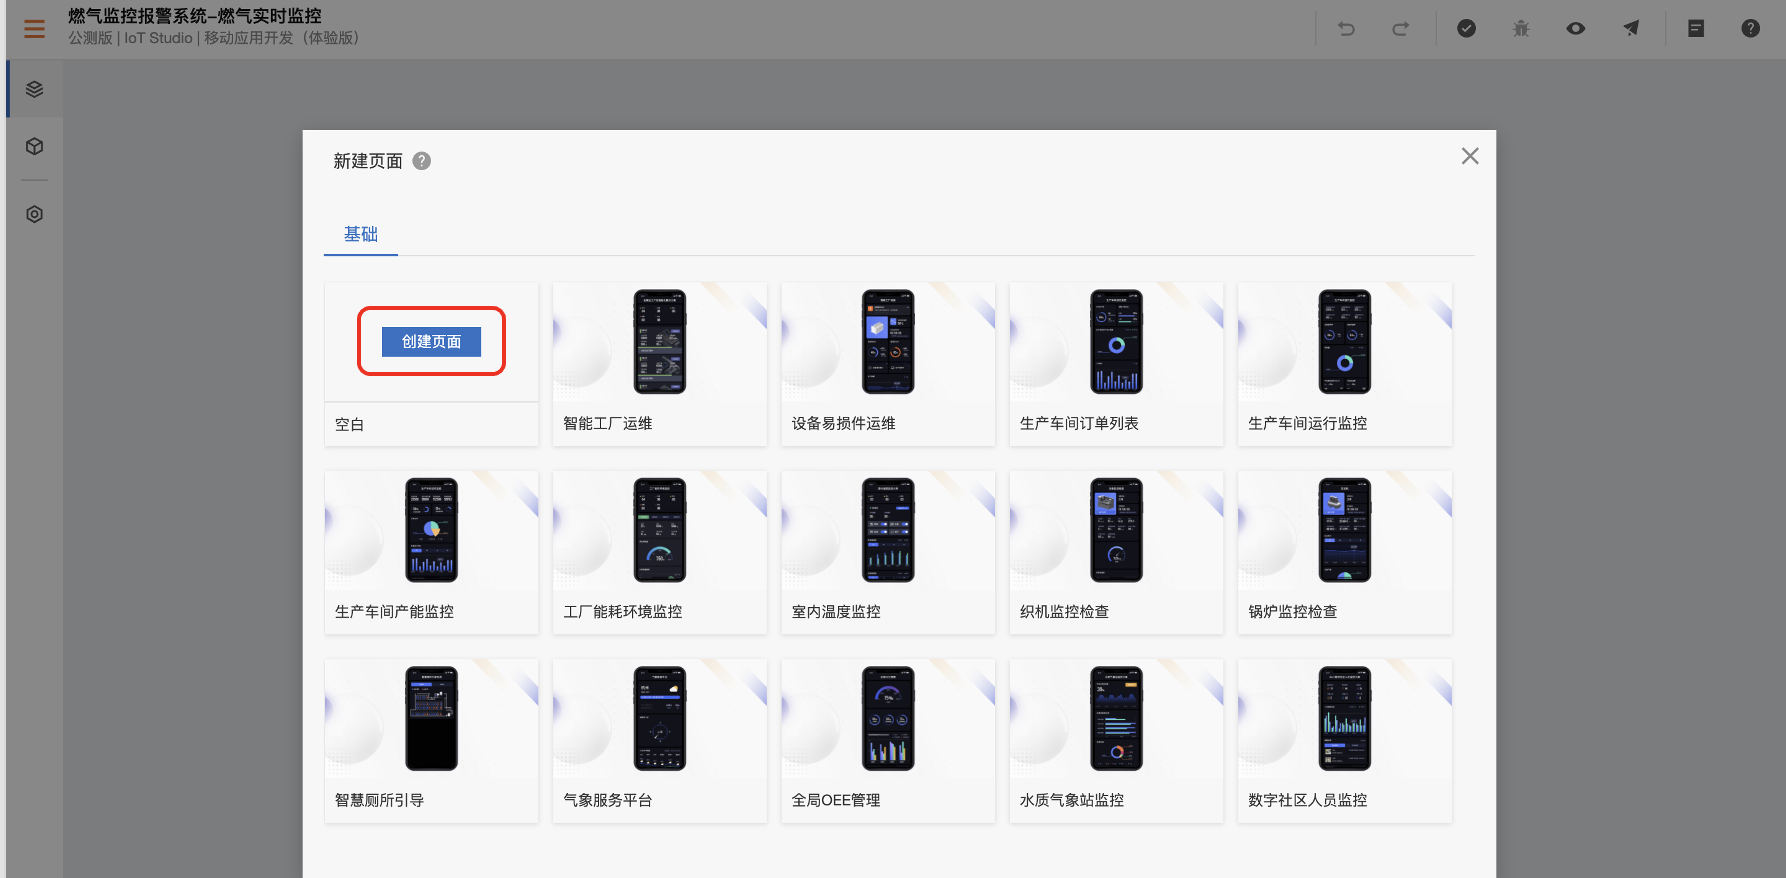 燃气监控报警系统-燃气实时监控
公测版 | IoT Studio | 移动应用开发（体验版）
新建页面
基础
创建页面
空白
智能工厂运维
设备易损件运维
生产车间订单列表
生产车间运行监控
生产车间产能监控
工厂能耗环境监控
室内温度监控
织机监控检查
锅炉监控检查
智慧厕所引导
气象服务平台
全局OEE管理
水质气象站监控
数字社区人员监控